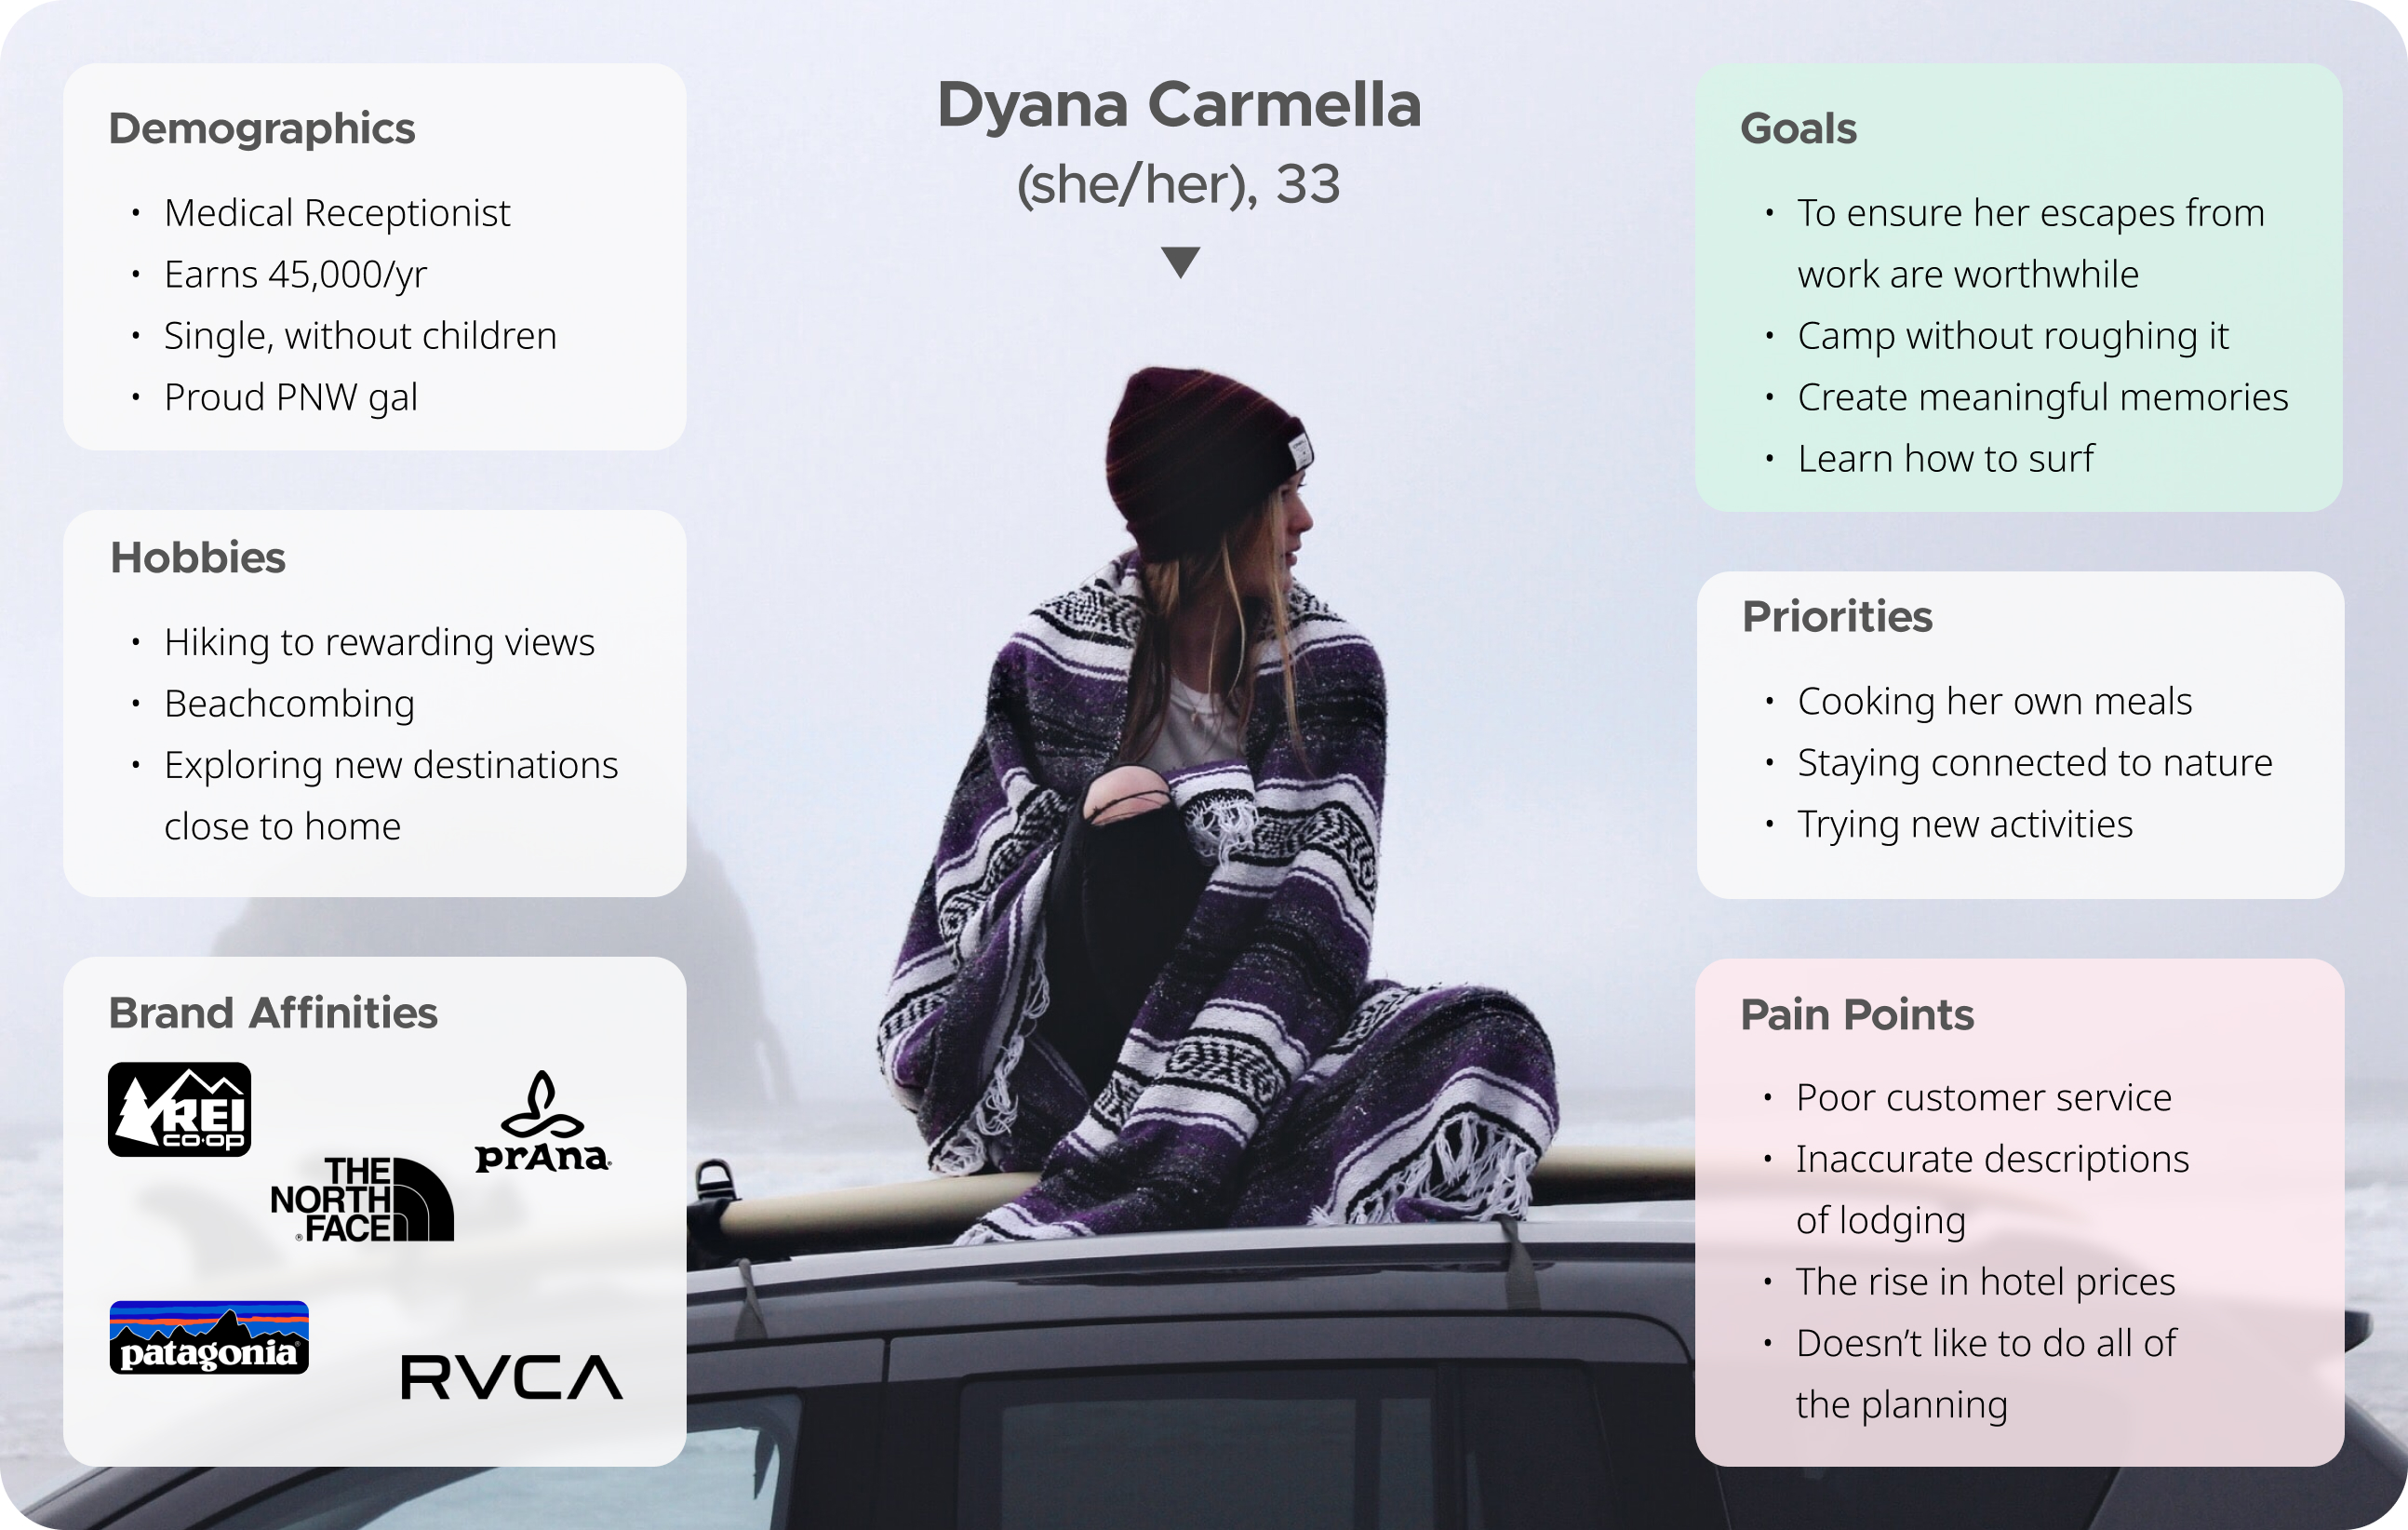 Dyana Carmella
(she/her), 33
Demographics
• Medical Receptionist
• Earns 45,000/yr
• Single, without children
• Proud PNW gal
Hobbies
• Hiking to rewarding views
• Beachcombing
• Exploring new destinations
close to home
Brand Affinities
REI
co·op
prAna
THE
NORTH
FACE
patagonia
RVCA
Goals
• To ensure her escapes from
work are worthwhile
• Camp without roughing it
• Create meaningful memories
• Learn how to surf
Priorities
• Cooking her own meals
• Staying connected to nature
• Trying new activities
Pain Points
• Poor customer service
• Inaccurate descriptions
of lodging
• The rise in hotel prices
• Doesn’t like to do all of
the planning